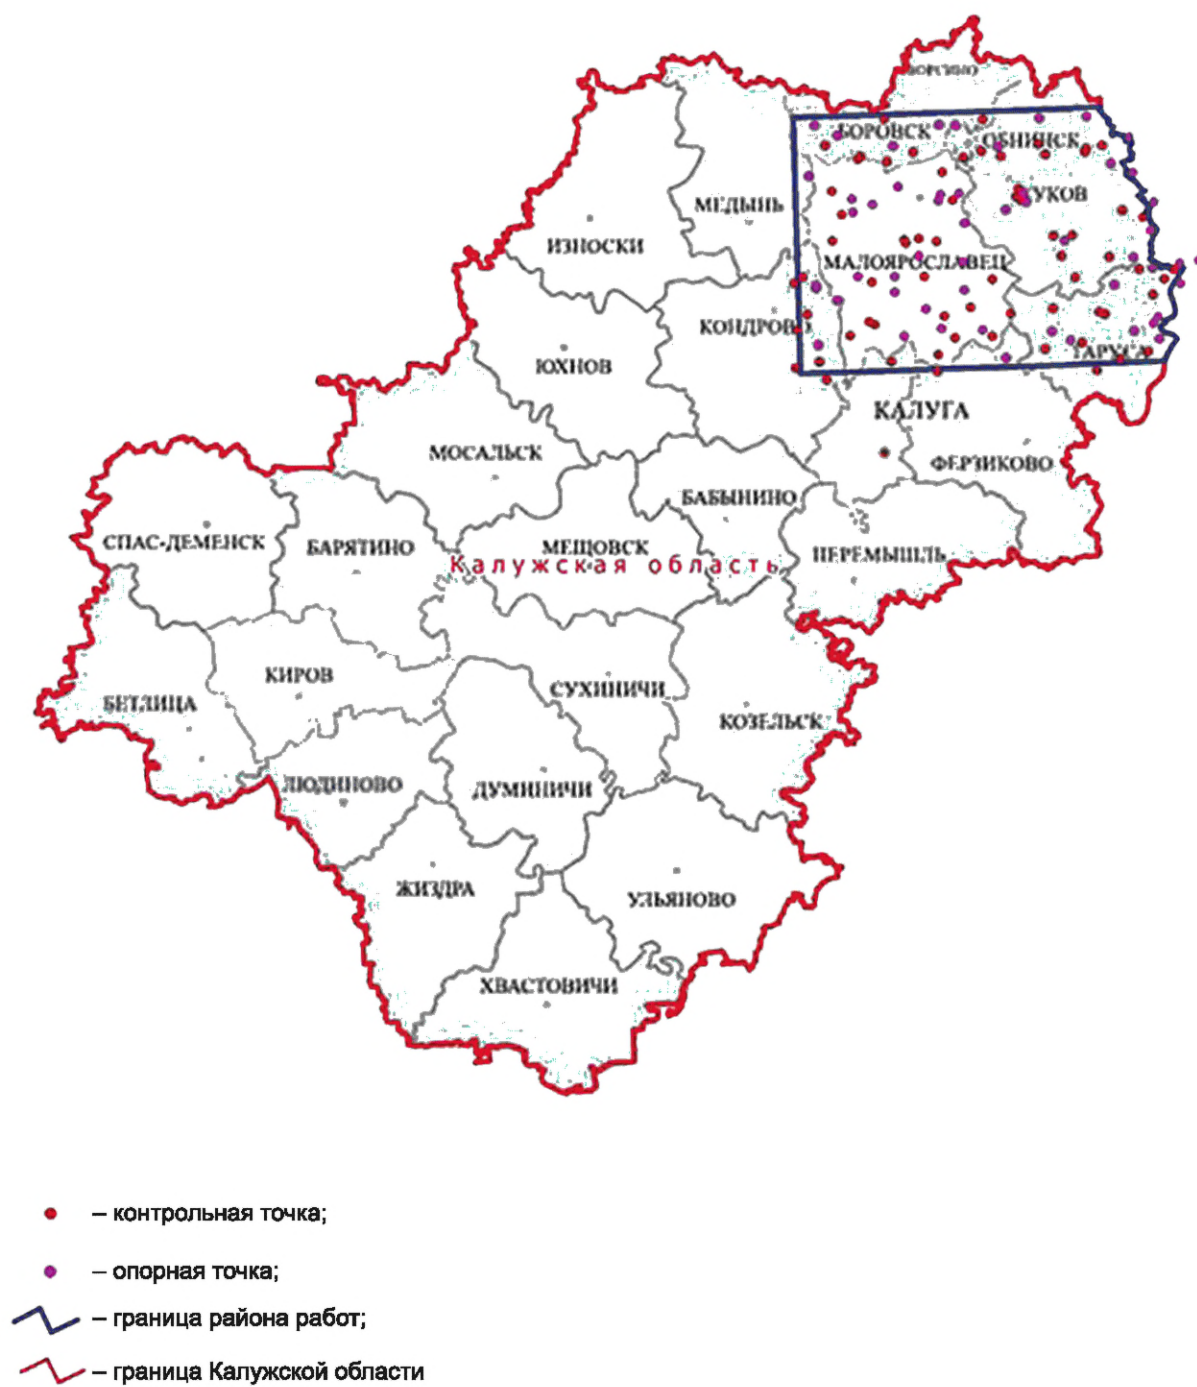 ВОРСИНО
БОРОВСК
ОБНИНСК
МЕДЫНЬ
ЖУКОВ
ИЗНОСКИ
МАЛОЯРОСЛАВЕЦ
КОНДРОВО
ТАРУСА
ЮХНОВ
КАЛУГА
МОСАЛЬСК
ФЕРЗИКОВО
БАБЫНИНО
СПАС-ДЕМЕНСК
БАРЯТИНО
МЕЩОВСК
ПЕРЕМЫШЛЬ
Калужская область
КИРОВ
СУХИНИЧИ
БЕТЛИЦА
КОЗЕЛЬСК
ЛЮДИНОВО
ДУМИНИЧИ
ЖИЗДРА
УЛЬЯНОВО
ХВАСТОВИЧИ
– контрольная точка;
– опорная точка;
– граница района работ;
– граница Калужской области